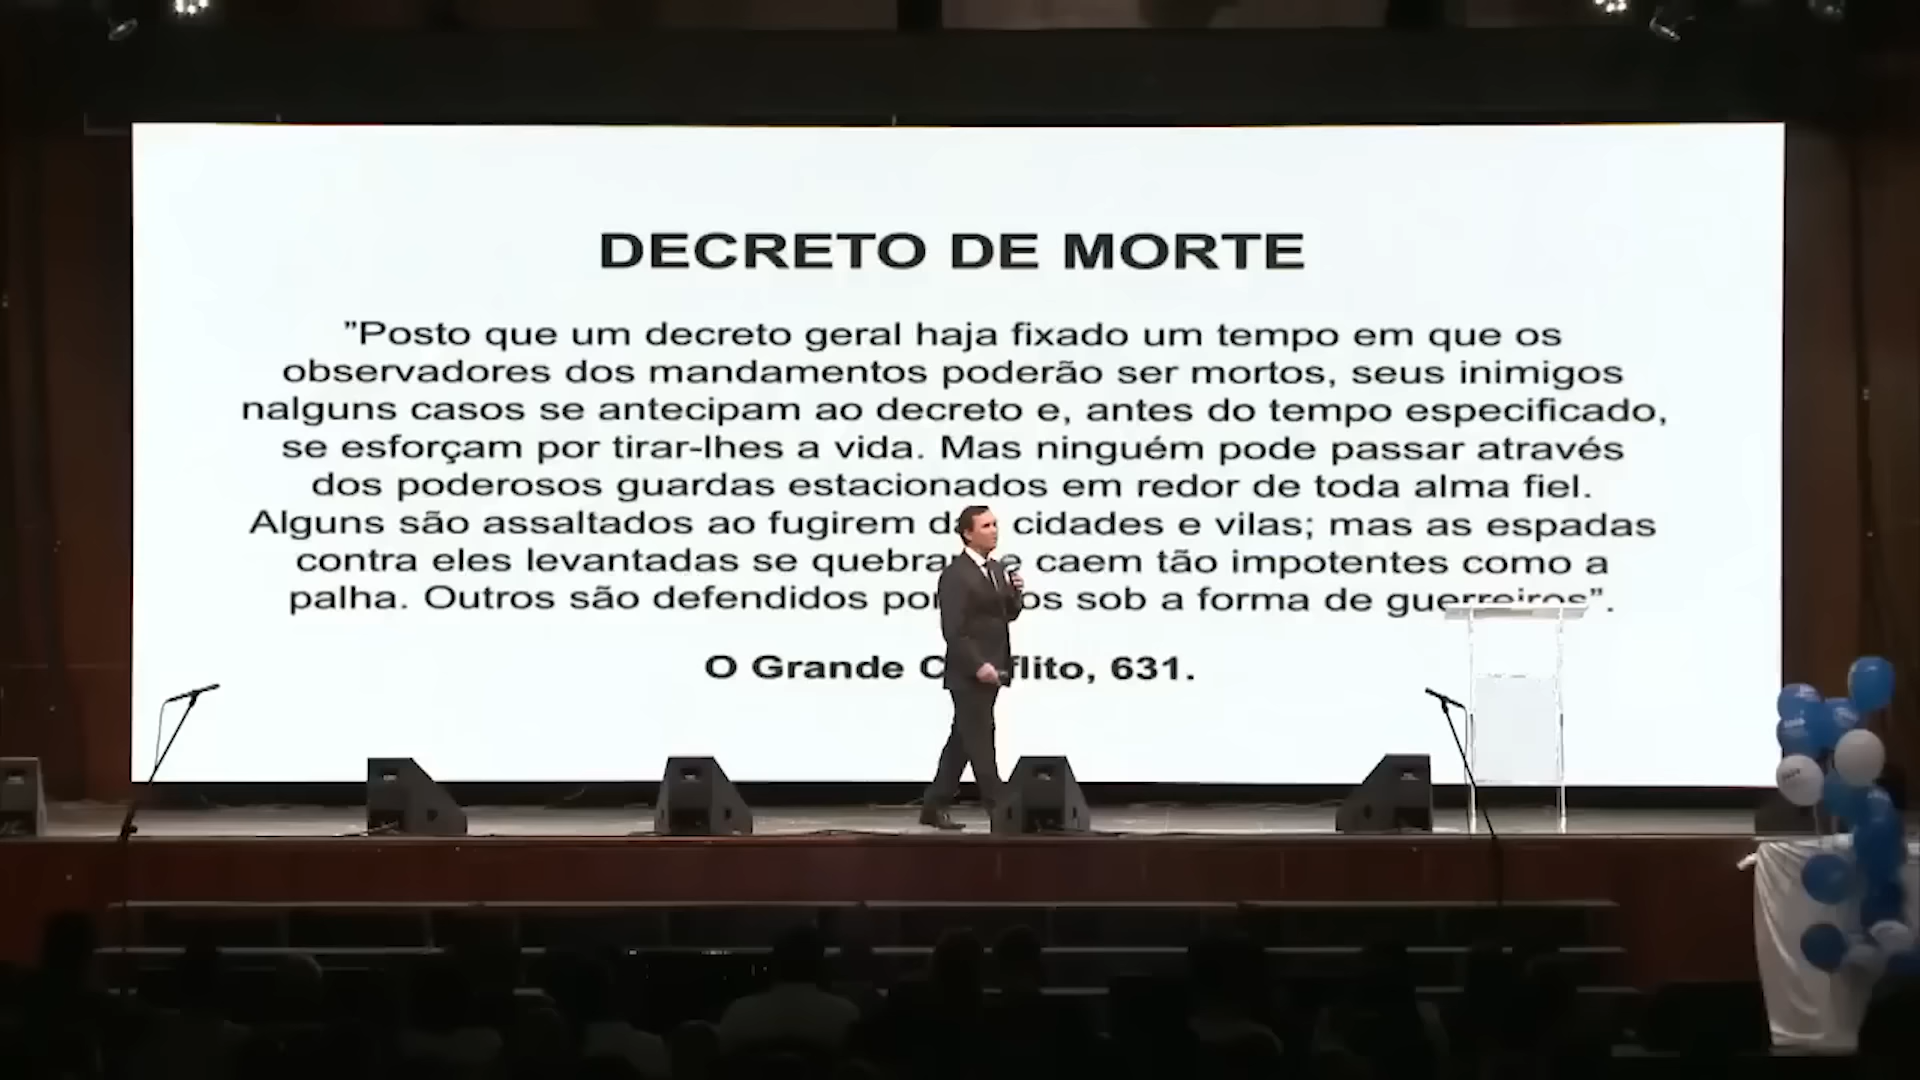 DECRETO DE MORTE
"Posto que um decreto geral haja fixado um tempo em que os
observadores dos mandamentos poderão ser mortos, seus inimigos
nalguns casos se antecipam ao decreto e, antes do tempo especificado,
se esforçam por tirar-lhes a vida. Mas ninguém pode passar através
dos poderosos guardas estacionados em redor de toda alma fiel.
Alguns são assaltados ao fugirem cidades e vilas; mas as espadas
contra eles levantadas se caem tão impotentes como a
palha. Outros são defendidos sob a forma de guerreiros".
O Grande 631.